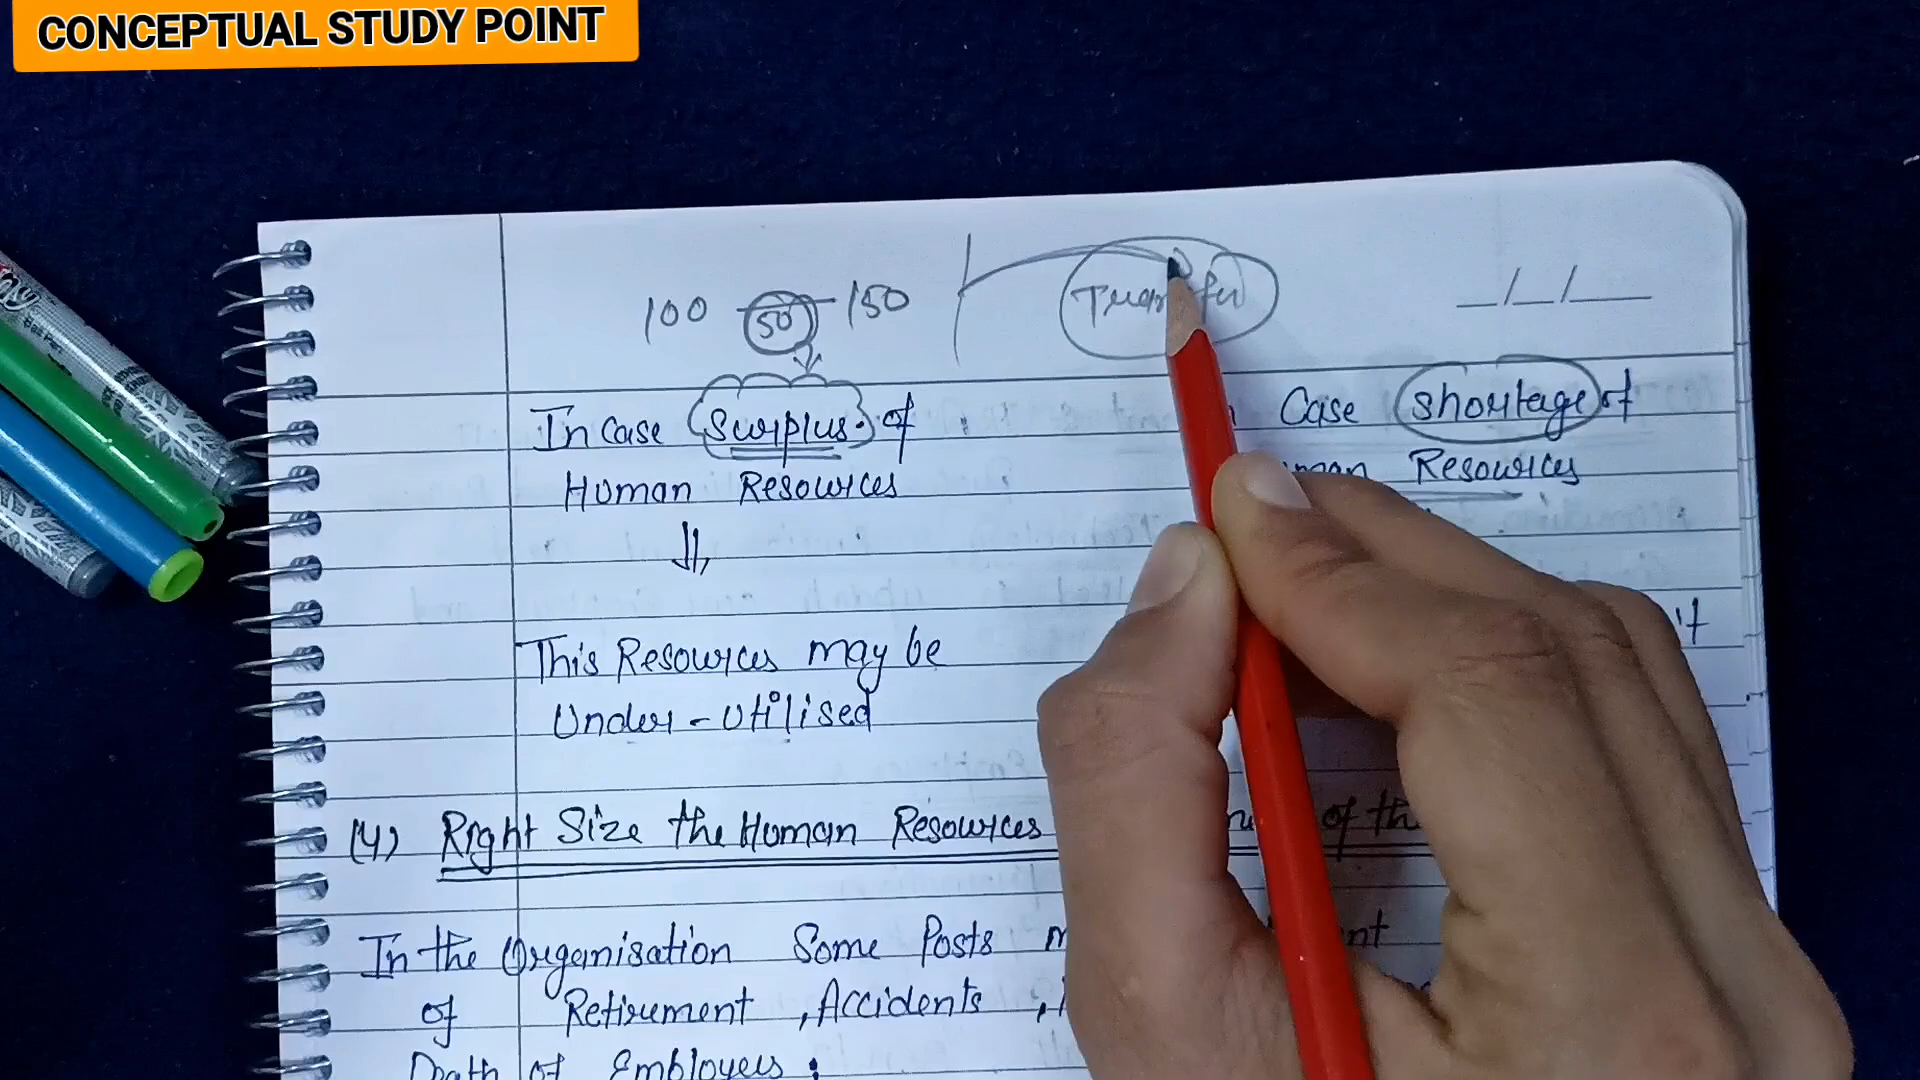 CONCEPTUAL STUDY POINT
100 50 150
In Case Surplus of
Human Resources
Case shortage of
Resources
This Resources may be
Under-utilised
(4) Right Size the Human Resources of the
In the Organisation Some Posts
of Retirement, Accidents,
Death of Employees: